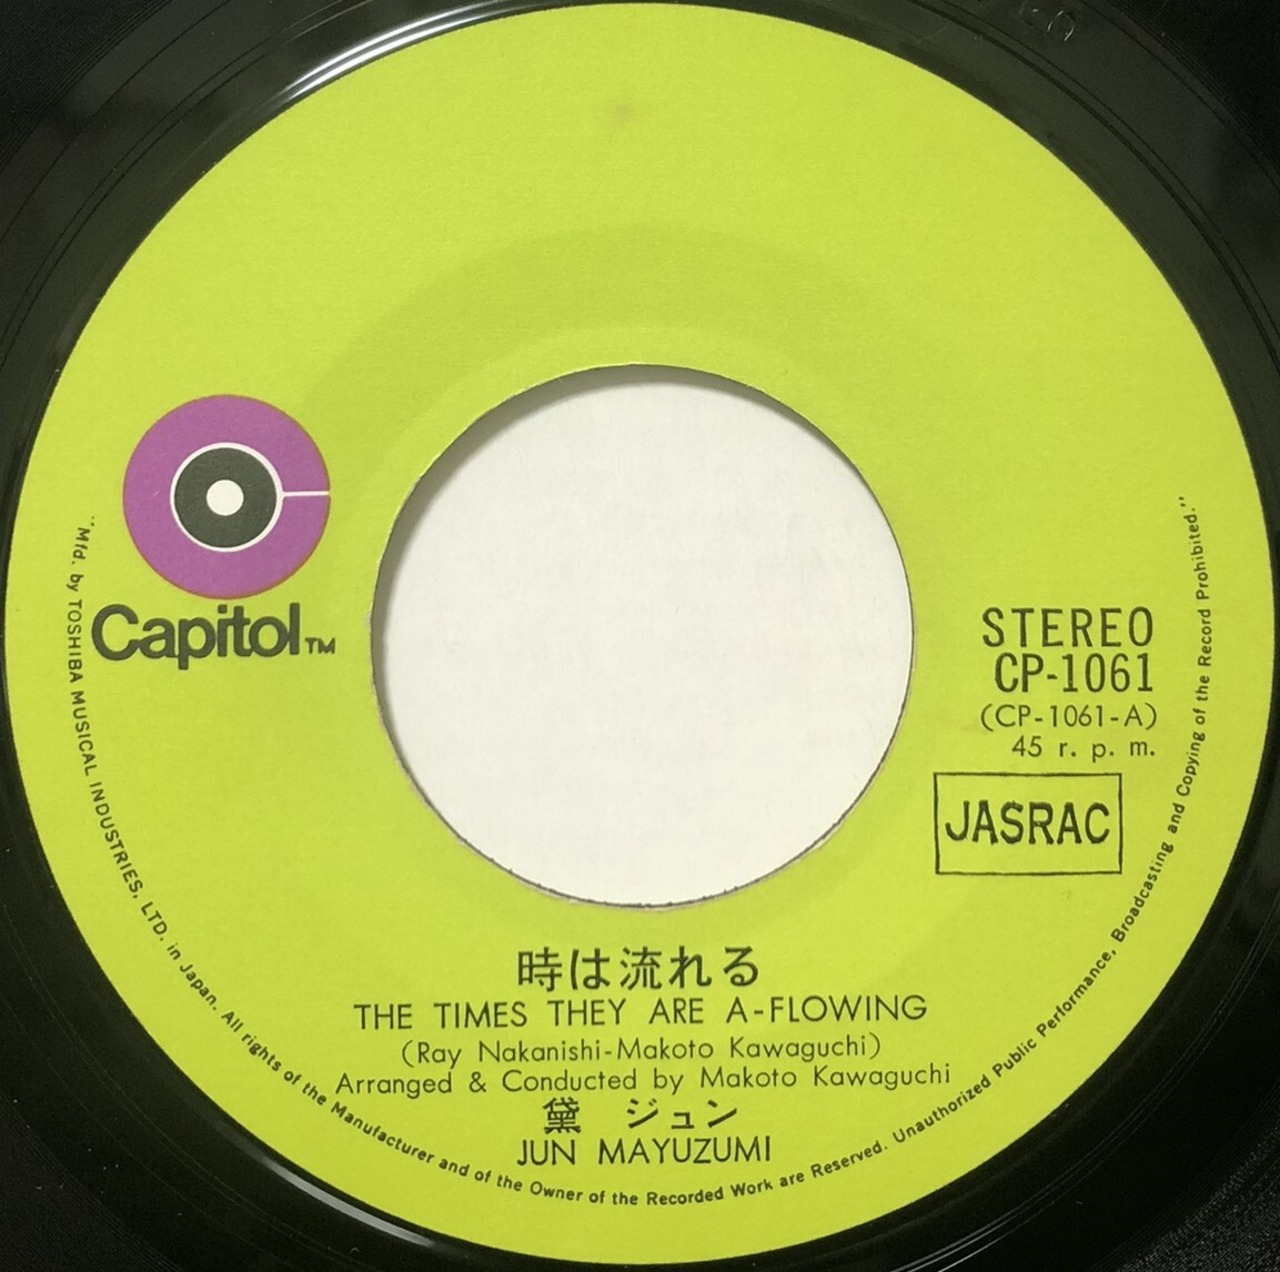 Capitol™
STEREO
CP-1061
(CP-1061-A)
45 r. p. m.
JASRAC
時は流れる
THE TIMES THEY ARE A-FLOWING
(Ray Nakanishi-Makoto Kawaguchi)
Arranged & Conducted by Makoto Kawaguchi
黛 ジュン
JUN MAYUZUMI
"Mfd. by TOSHIBA MUSICAL INDUSTRIES, LTD. in Japan. All rights of the Manufacturer and of the Owner of the Recorded Work are Reserved. Unauthorized Public Performance, Broadcasting and Copying of the Record Prohibited."